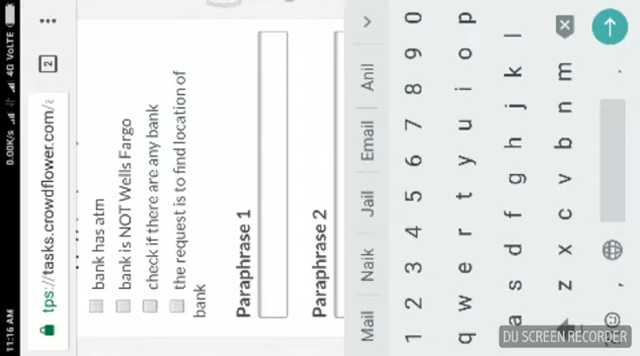 0.00K/s 4G VoLTE
11:16 AM
tps://tasks.crowdflower.com/
2
bank has atm
bank is NOT Wells Fargo
check if there are any bank
the request is to find location of
bank
Paraphrase 1
Paraphrase 2
Mail Naik Jail Email Anil
1 2 3 4 5 6 7 8 9 0
q w e r t y u i o p
a s d f g h j k l
z x c v b n m
, .
DU SCREEN RECORDER